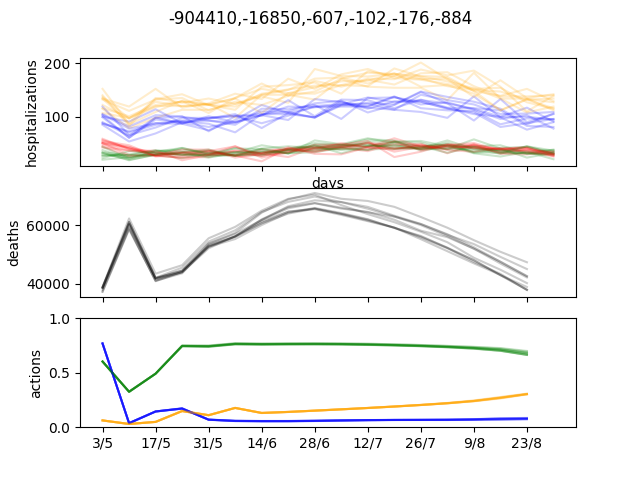 -904410,-16850,-607,-102,-176,-884
200
100
hospitalizations
days
60000
40000
deaths
1.0
0.5
0.0
actions
3/5 17/5 31/5 14/6 28/6 12/7 26/7 9/8 23/8